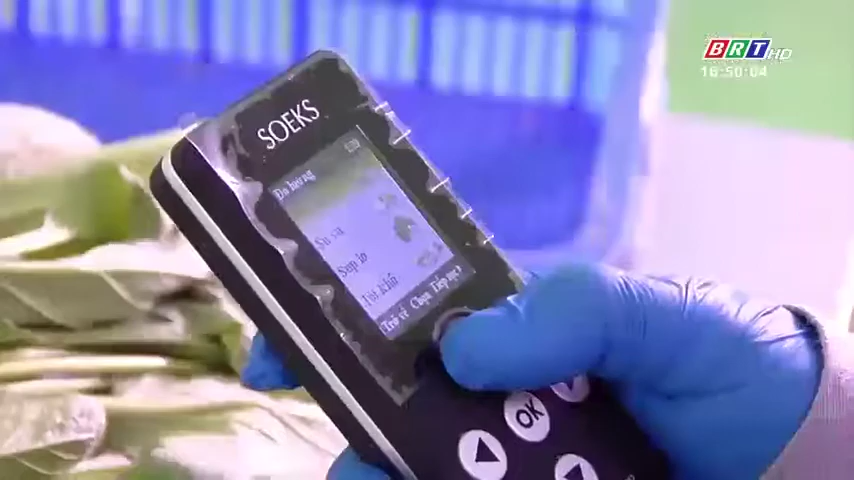 BRT HD
16:50:04
SOEKS
Đo lường
Su su
Súp lơ
Trở về Chọn Tiếp tục
OK